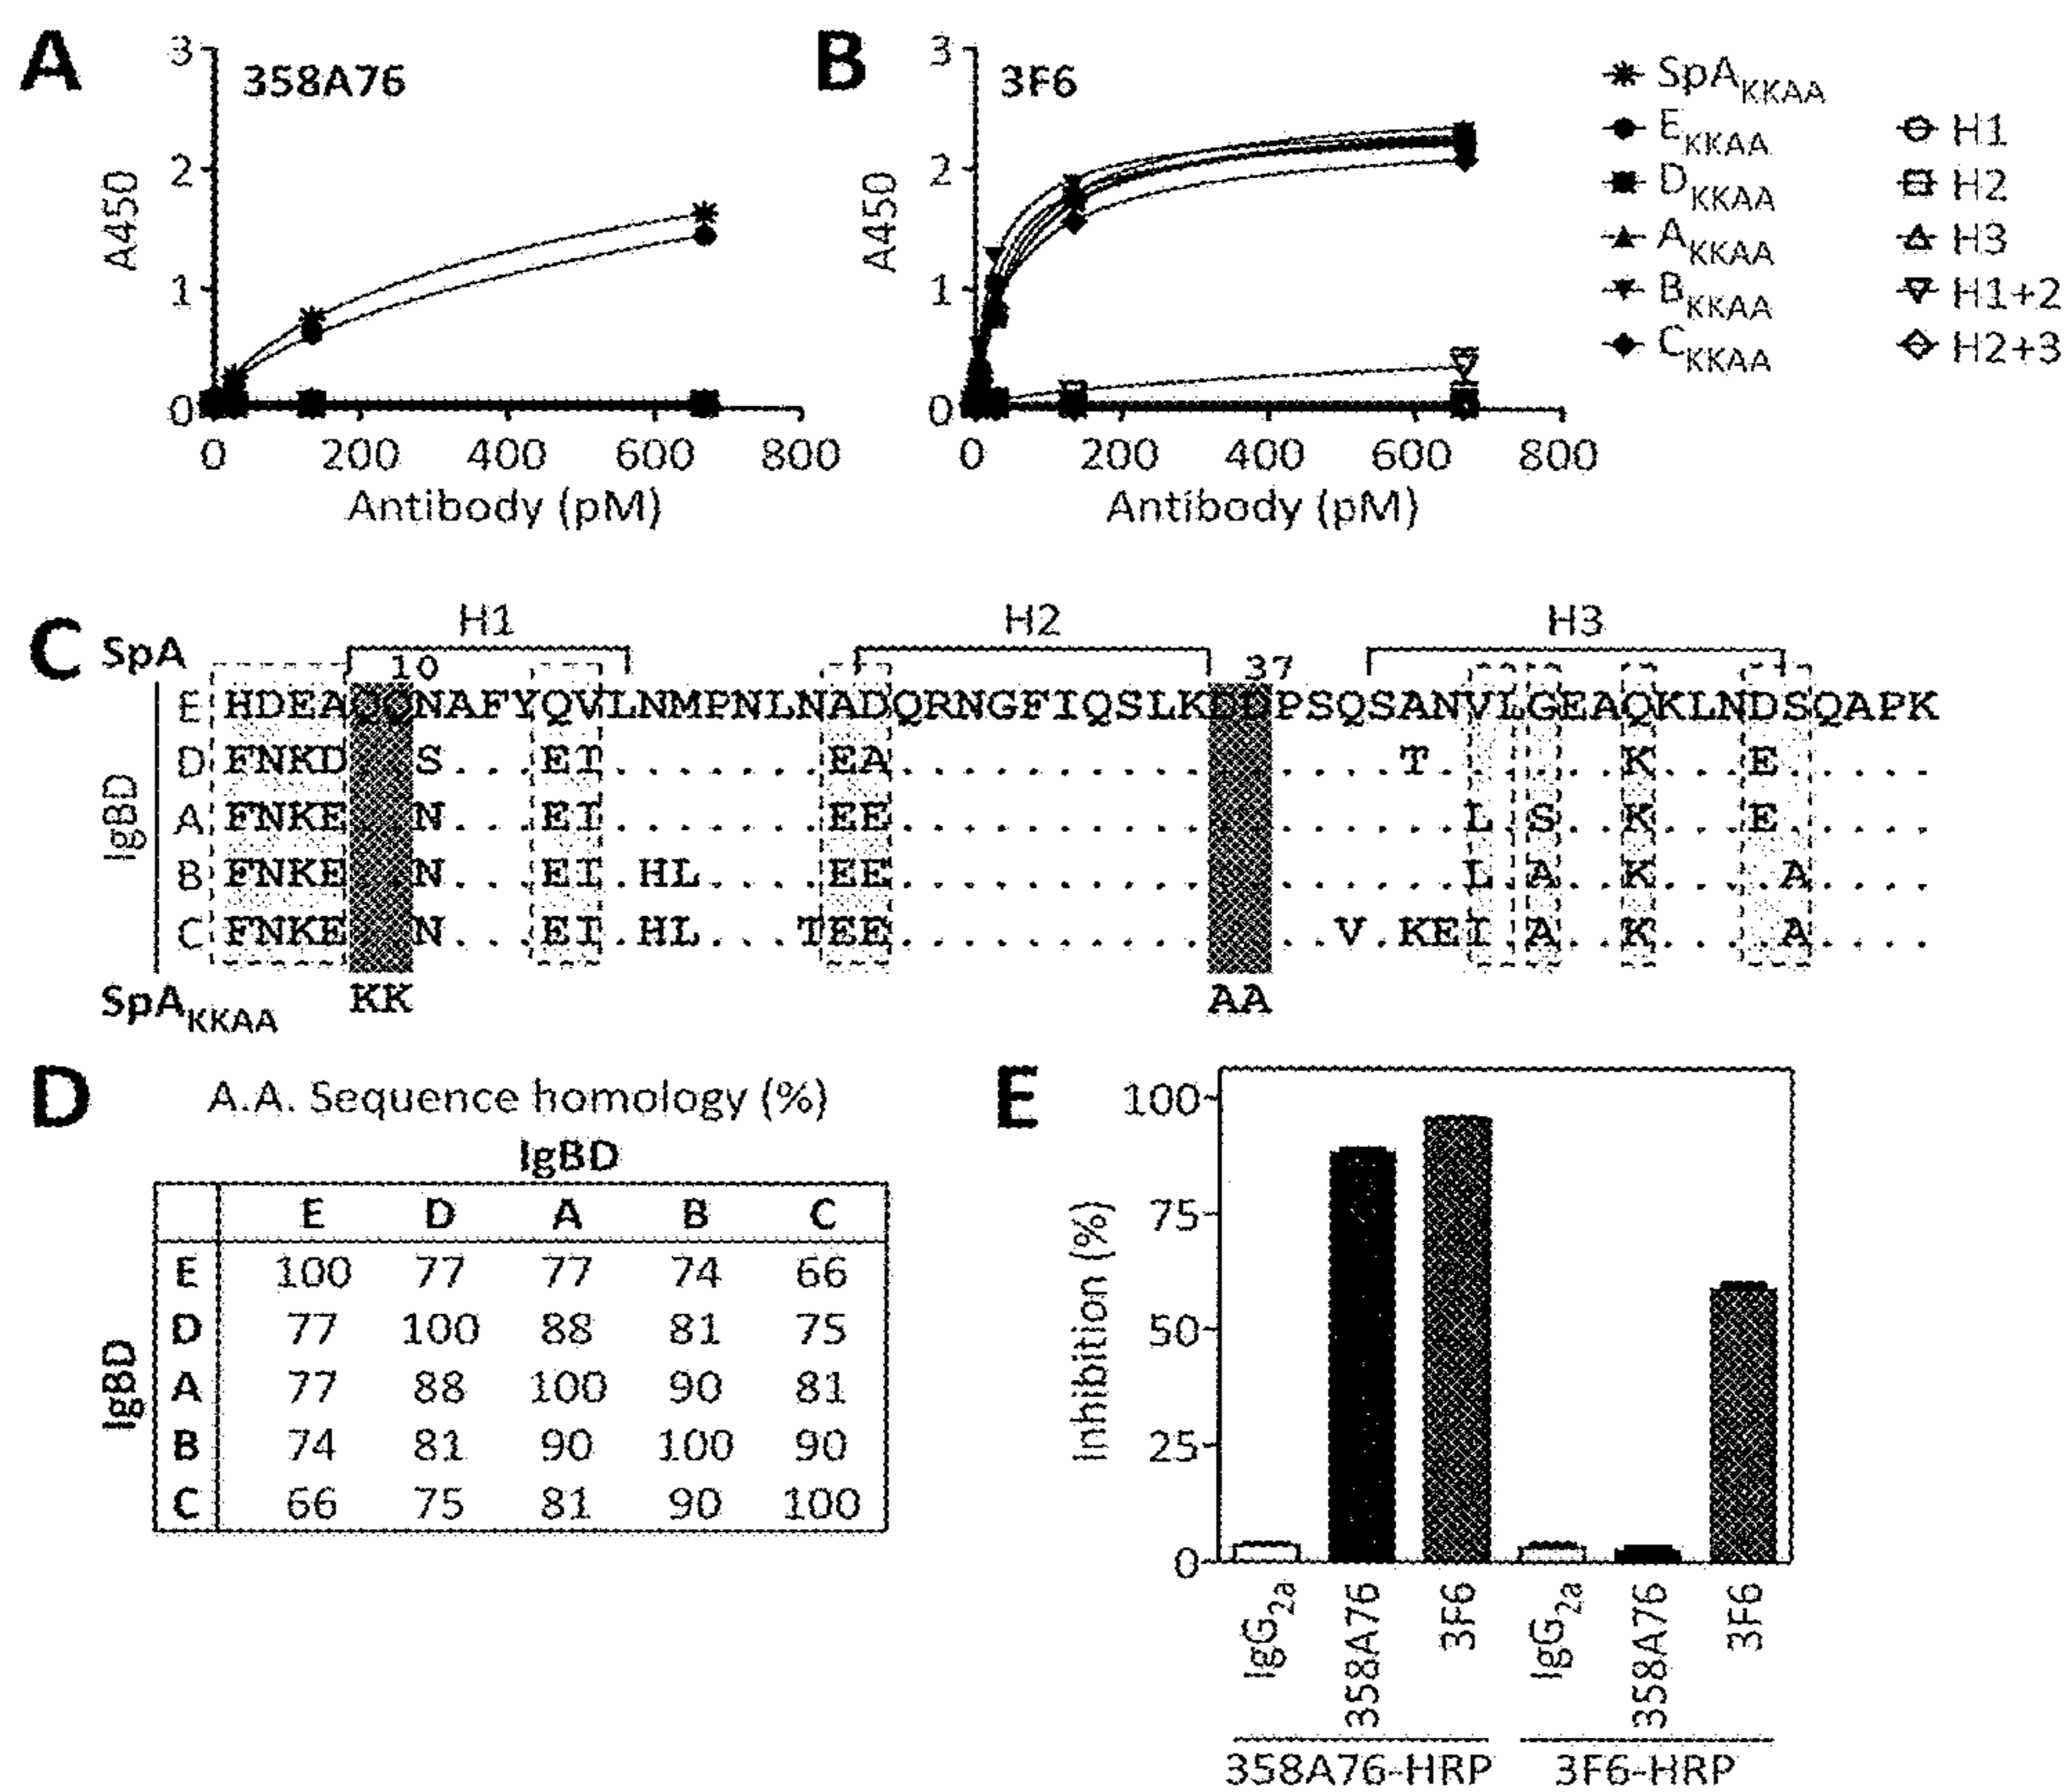 A
358A76
3
2
1
0
A450
0 200 400 600 800
Antibody (pM)
B
3F6
3
2
1
0
A450
0 200 400 600 800
Antibody (pM)
SpAKKAA
EKKAA
DKKAA
AKKAA
BKKAA
CKKAA
H1
H2
H3
H1+2
H2+3
C
H1 H2 H3
SpA 10 37
IgBD
E HDEAQQNAFYQVLNMPNLNADQRNGFIQSLKDDPSQSANVLGEAQKLNDSQAPK
D FNKD S...EI.......EA.......... ....T......K...E.....
A FNKE N...EI.......EE.......... ......L.S..K...E.....
B FNKE N...EI.HL....EE.......... ......L.A..K....A....
C FNKE N...EI.HL...TEE.......... ..V.KEI.A..K....A....
SpAKKAA KK AA
D
A.A. Sequence homology (%)
IgBD
IgBD
E D A B C
E 100 77 77 74 66
D 77 100 88 81 75
A 77 88 100 90 81
B 74 81 90 100 90
C 66 75 81 90 100
E
Inhibition (%)
100
75
50
25
0
IgG2a 358A76 3F6 IgG2a 358A76 3F6
358A76-HRP 3F6-HRP